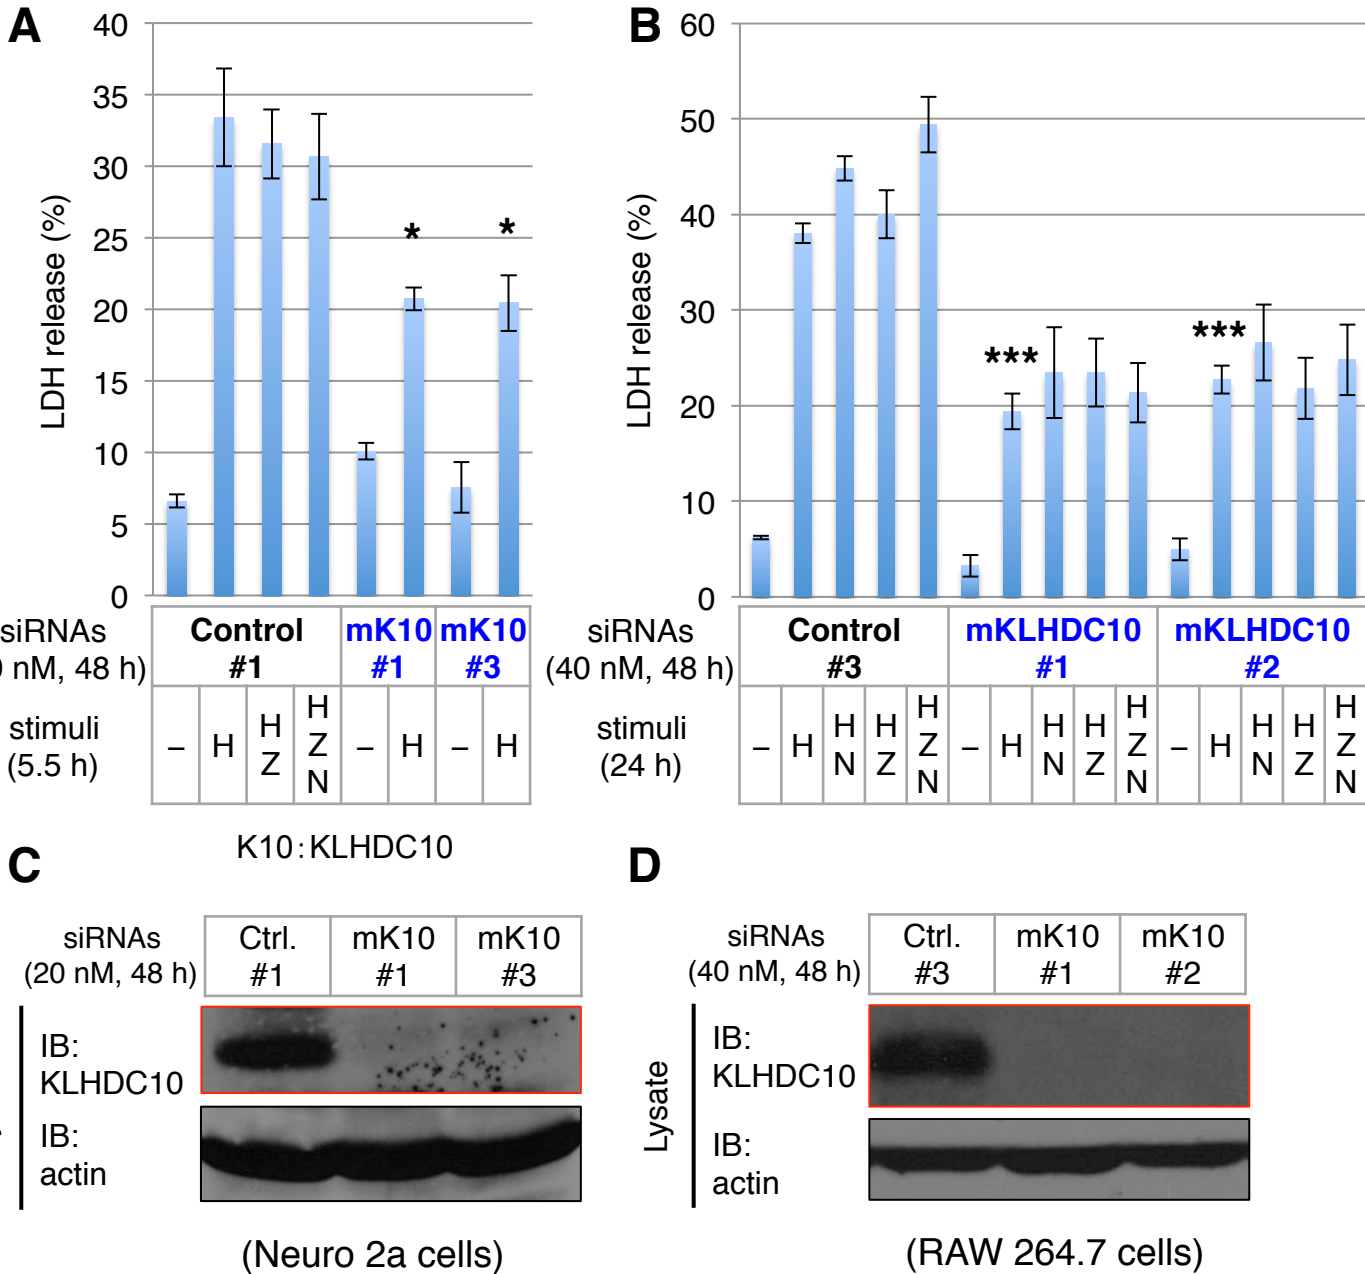 A
40
35
30
25
20
15
10
5
0
LDH release (%)
*
*
siRNAs
nM, 48 h)
Control
#1
mK10
#1
mK10
#3
stimuli
(5.5 h)
–
H
H
Z
H
Z
N
–
H
–
H
K10:KLHDC10
B
60
50
40
30
20
10
0
LDH release (%)
***
***
siRNAs
(40 nM, 48 h)
Control
#3
mKLHDC10
#1
mKLHDC10
#2
stimuli
(24 h)
–
H
H
N
H
Z
H
Z
N
–
H
H
N
H
Z
H
Z
N
–
H
H
N
H
Z
H
Z
N
C
siRNAs
(20 nM, 48 h)
Ctrl.
#1
mK10
#1
mK10
#3
IB:
KLHDC10
IB:
actin
(Neuro 2a cells)
D
siRNAs
(40 nM, 48 h)
Ctrl.
#3
mK10
#1
mK10
#2
Lysate
IB:
KLHDC10
IB:
actin
(RAW 264.7 cells)